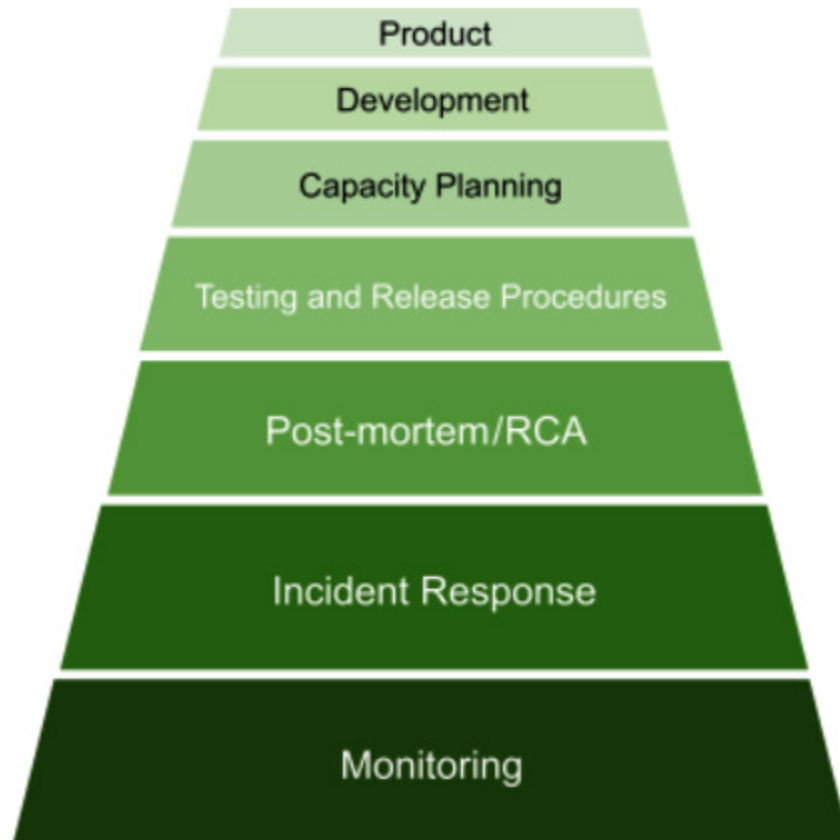 Product
Development
Capacity Planning
Testing and Release Procedures
Post-mortem/RCA
Incident Response
Monitoring